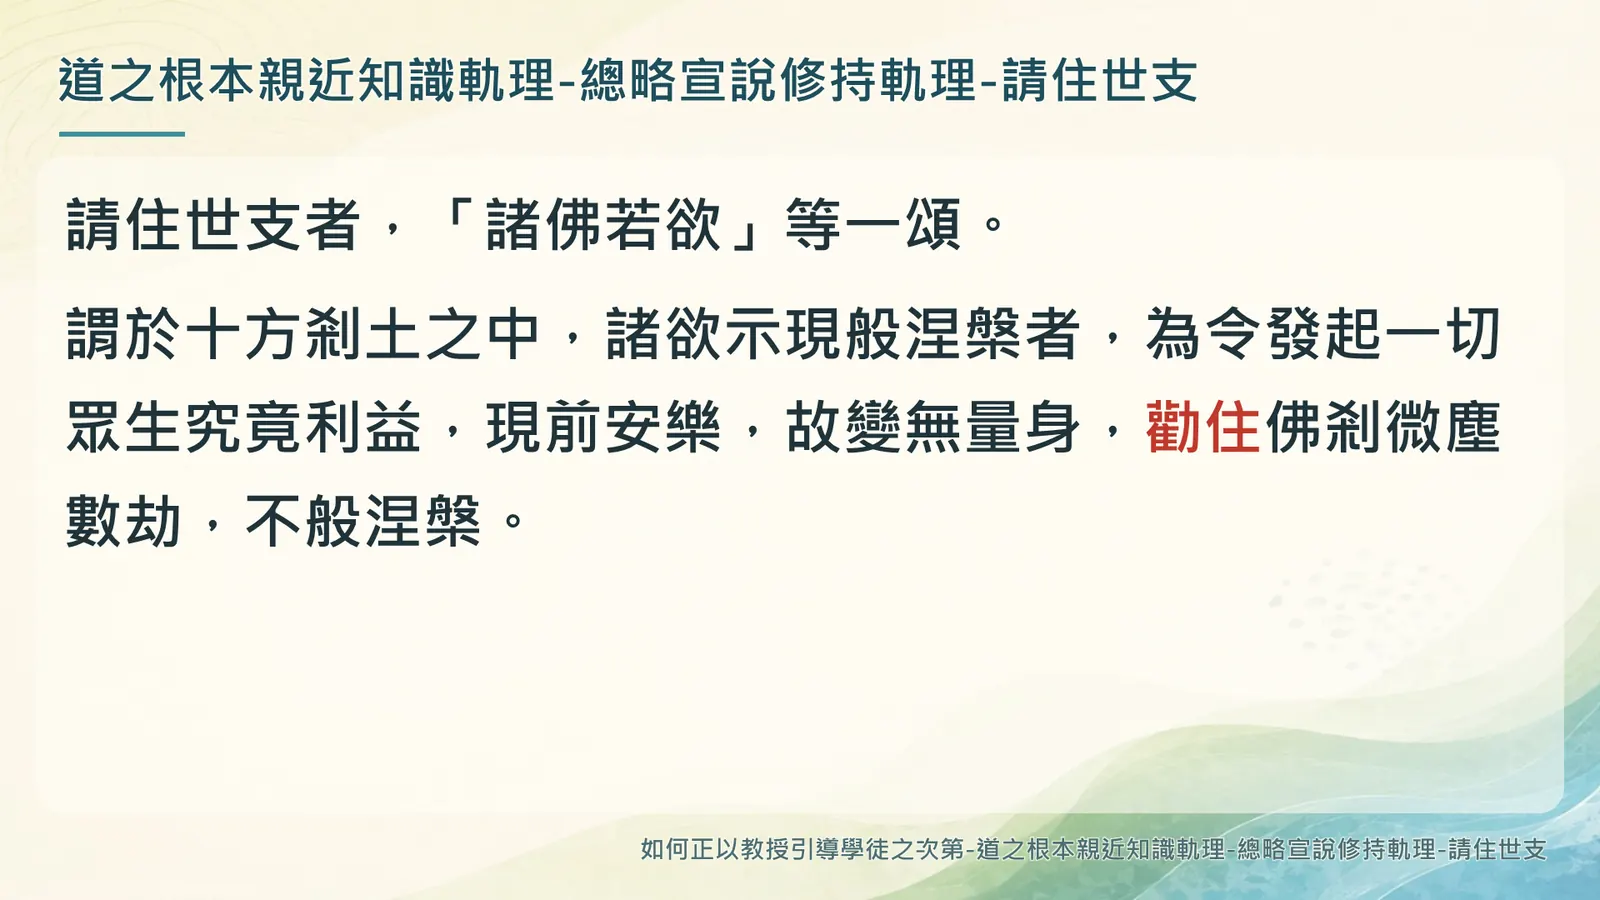 道之根本親近知識軌理-總略宣說修持軌理-請住世支
請住世支者，「諸佛若欲」等一頌。
謂於十方剎土之中，諸欲示現般涅槃者，為令發起一切
眾生究竟利益，現前安樂，故變無量身，勸住佛剎微塵
數劫，不般涅槃。
如何正以教授引導學徒之次第-道之根本親近知識軌理-總略宣說修持軌理-請住世支